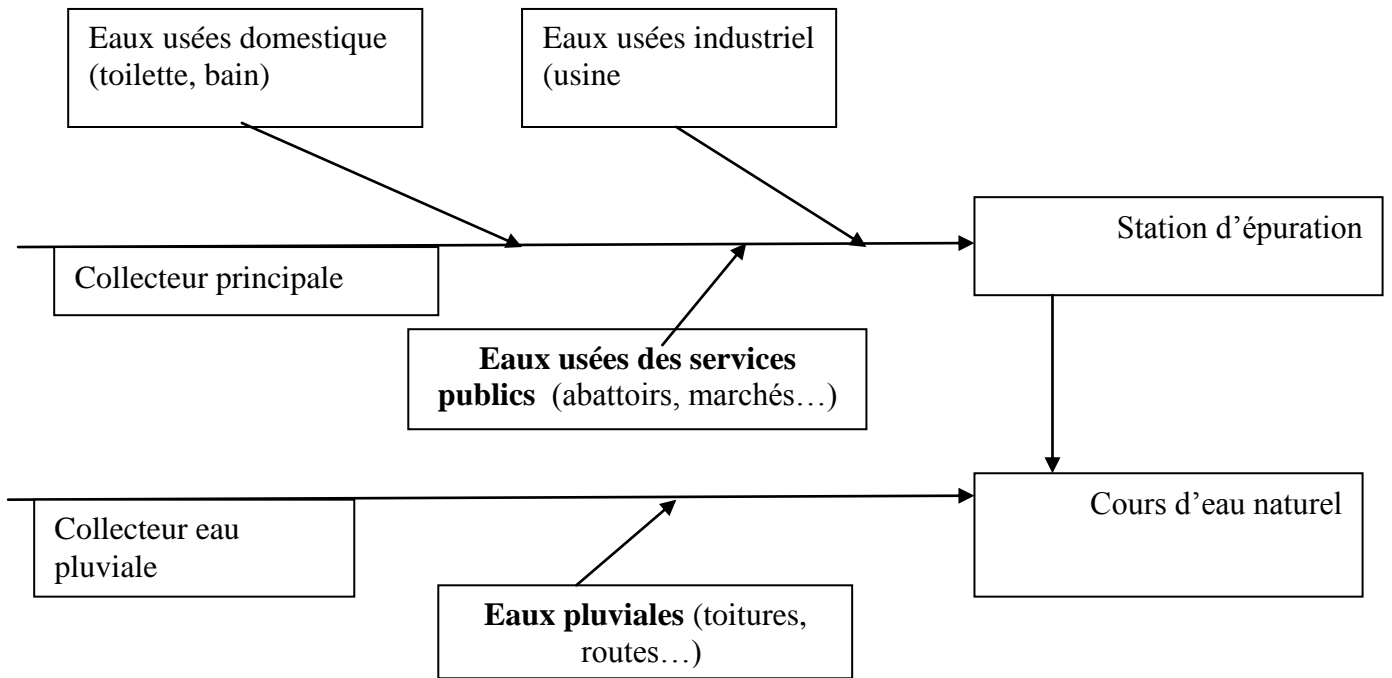 Eaux usées domestique
(toilette, bain)
Eaux usées industriel
(usine
Station d’épuration
Collecteur principale
Eaux usées des services
publics (abattoirs, marchés…)
Cours d’eau naturel
Collecteur eau
pluviale
Eaux pluviales (toitures,
routes…)